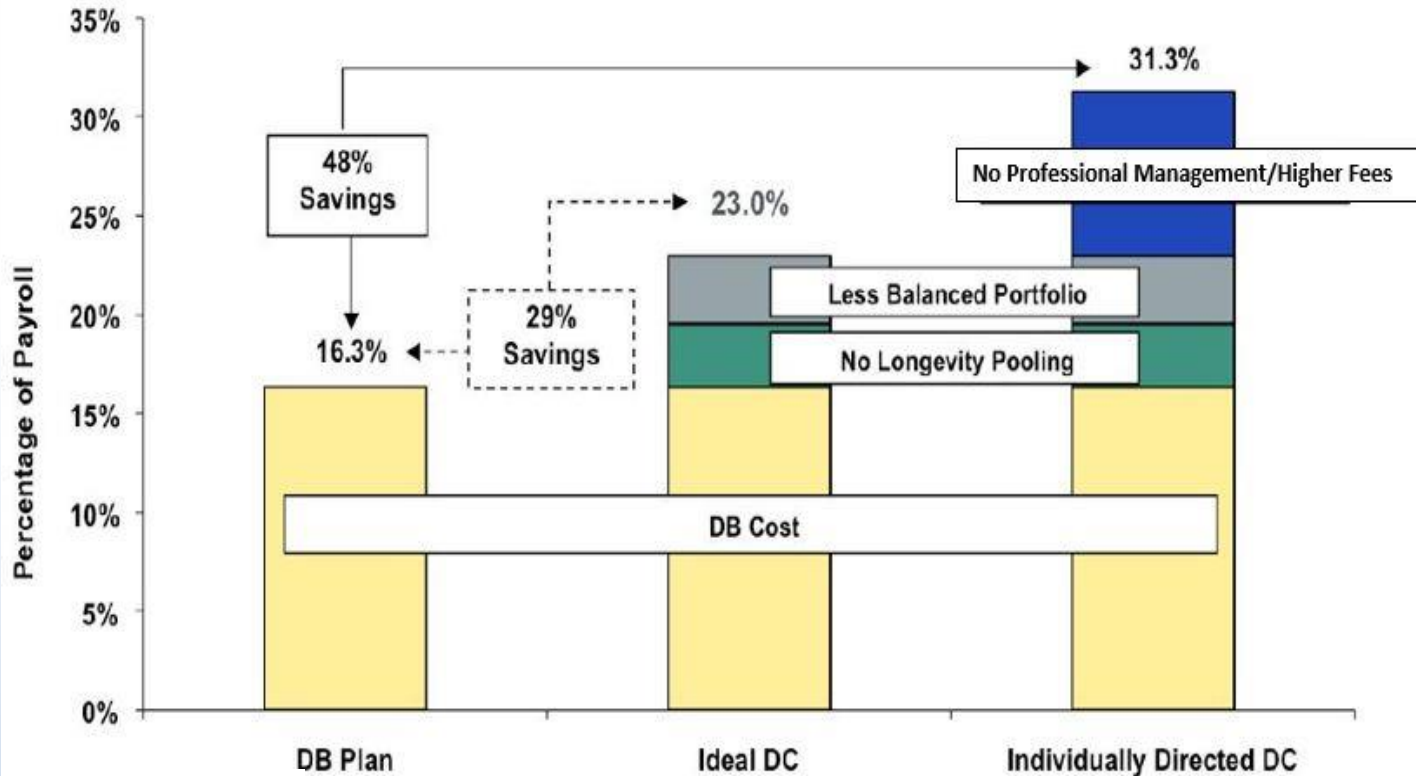 35%
30%
25%
20%
15%
10%
5%
0%
Percentage of Payroll
31.3%
48%
Savings
No Professional Management/Higher Fees
23.0%
Less Balanced Portfolio
29%
Savings
16.3%
No Longevity Pooling
DB Cost
DB Plan
Ideal DC
Individually Directed DC